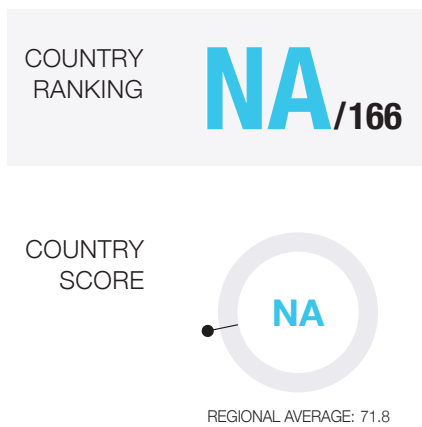 COUNTRY
RANKING
NA/166
COUNTRY
SCORE
NA
REGIONAL AVERAGE: 71.8